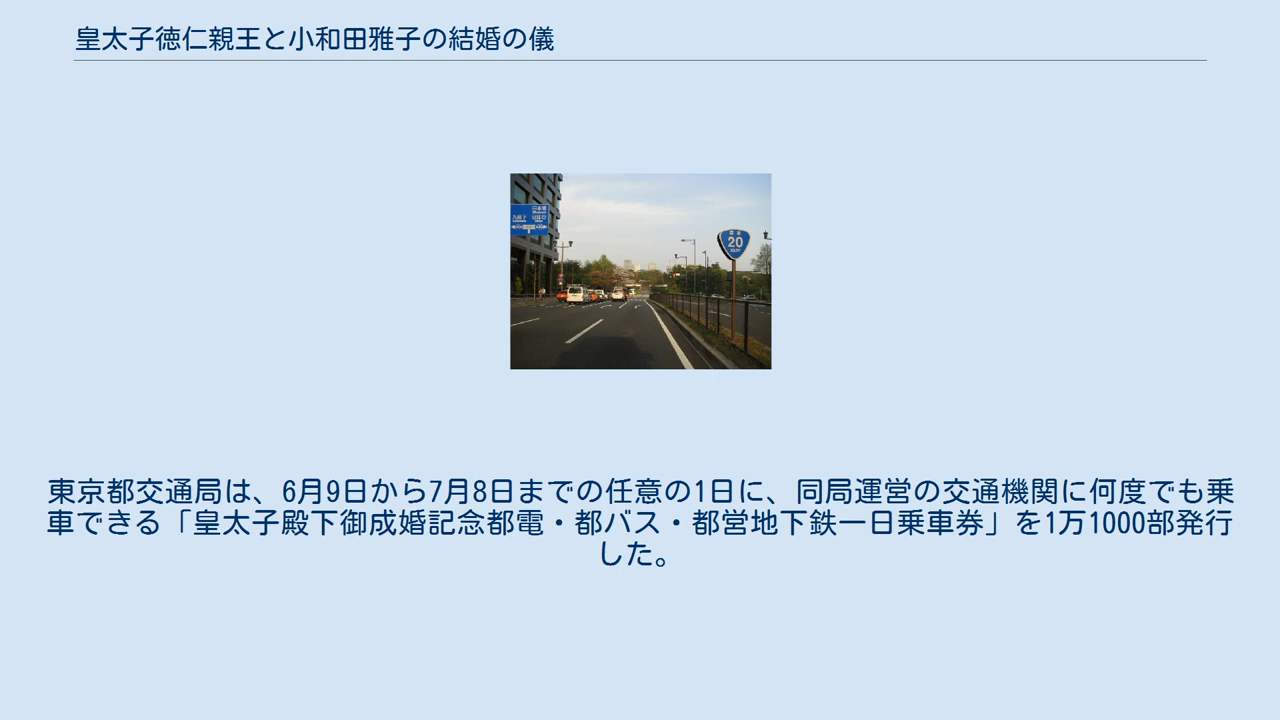 皇太子徳仁親王と小和田雅子の結婚の儀
20
東京都交通局は、6月9日から7月8日までの任意の1日に、同局運営の交通機関に何度でも乗
車できる「皇太子殿下御成婚記念都電・都バス・都営地下鉄一日乗車券」を1万1000部発行
した。